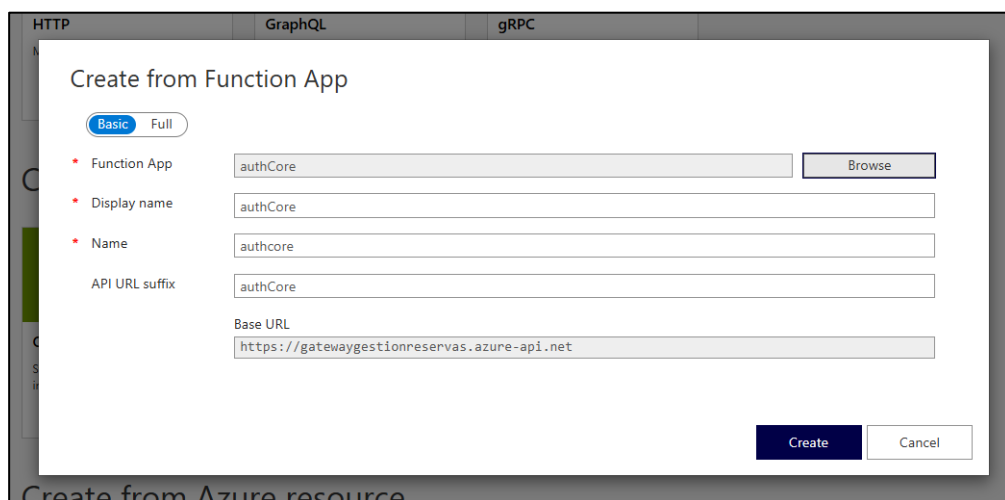 HTTP
GraphQL
gRPC
Create from Function App
Basic Full
* Function App
authCore
Browse
* Display name
authCore
* Name
authcore
API URL suffix
authCore
Base URL
https://gatewaygestionreservas.azure-api.net
Create
Cancel
Create from Azure resource